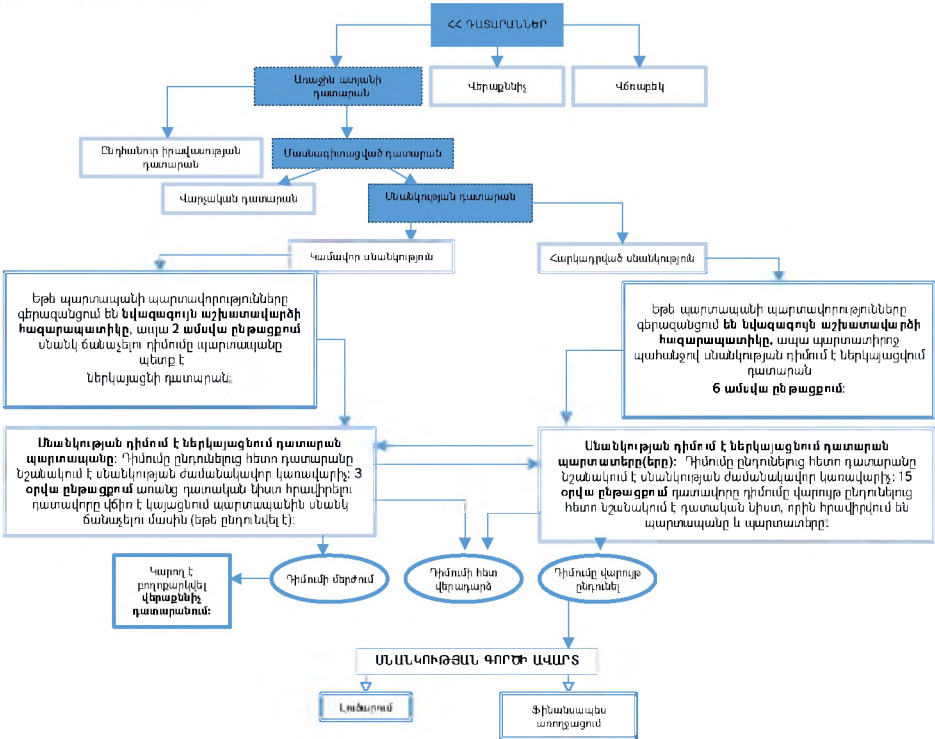 ՀՀ ԴԱՏԱՐԱՆՆԵՐ
Առաջին ատյանի
դատարան
Վերաքննիչ
Վճռաբեկ
Ընդհանուր իրավասության
դատարան
Մասնագիտացված դատարան
Վարչական դատարան
Սնանկության դատարան
Կամավոր սնանկություն
Հարկադրված սնանկություն
Եթե պարտապանի պարտավորությունները
գերազանցում են նվազագույն աշխատավարձի
հազարապատիկը, ապա 2 ամսվա ընթացքում
սնանկ ճանաչելու դիմումը պարտապանը
պետք է
ներկայացնի դատարան:
Եթե պարտապանի պարտավորությունները
գերազանցում են նվազագույն աշխատավարձի
հազարապատիկը, ապա պարտատիրոջ
պահանջով սնանկության դիմում է ներկայացվում
դատարան
6 ամսվա ընթացքում:
Սնանկության դիմում է ներկայացնում դատարան
պարտապանը: Դիմումը ընդունելուց հետո դատարանը
նշանակում է սնանկության ժամանակավոր կառավարիչ: 3
օրվա ընթացքում առանց դատական նիստ հրավիրելու
դատավորը վճիռ է կայացնում պարտապանին սնանկ
ճանաչելու մասին (եթե ընդունվել է):
Սնանկության դիմում է ներկայացնում դատարան
պարտատերը(երը): Դիմումը ընդունելուց հետո դատարանը
նշանակում է սնանկության ժամանակավոր կառավարիչ: 15
օրվա ընթացքում դատավորը դիմումը վարույթ ընդունելուց
հետո նշանակում է դատական նիստ, որին հրավիրվում են
պարտապանը և պարտատերը:
Կարող է
բողոքարկվել
վերաքննիչ
դատարանում:
Դիմումի մերժում
Դիմումի հետ
վերադարձ
Դիմումը վարույթ
ընդունել
ՍՆԱՆԿՈՒԹՅԱՆ ԳՈՐԾԻ ԱՎԱՐՏ
Լուծարում
Ֆինանսապես
առողջացում